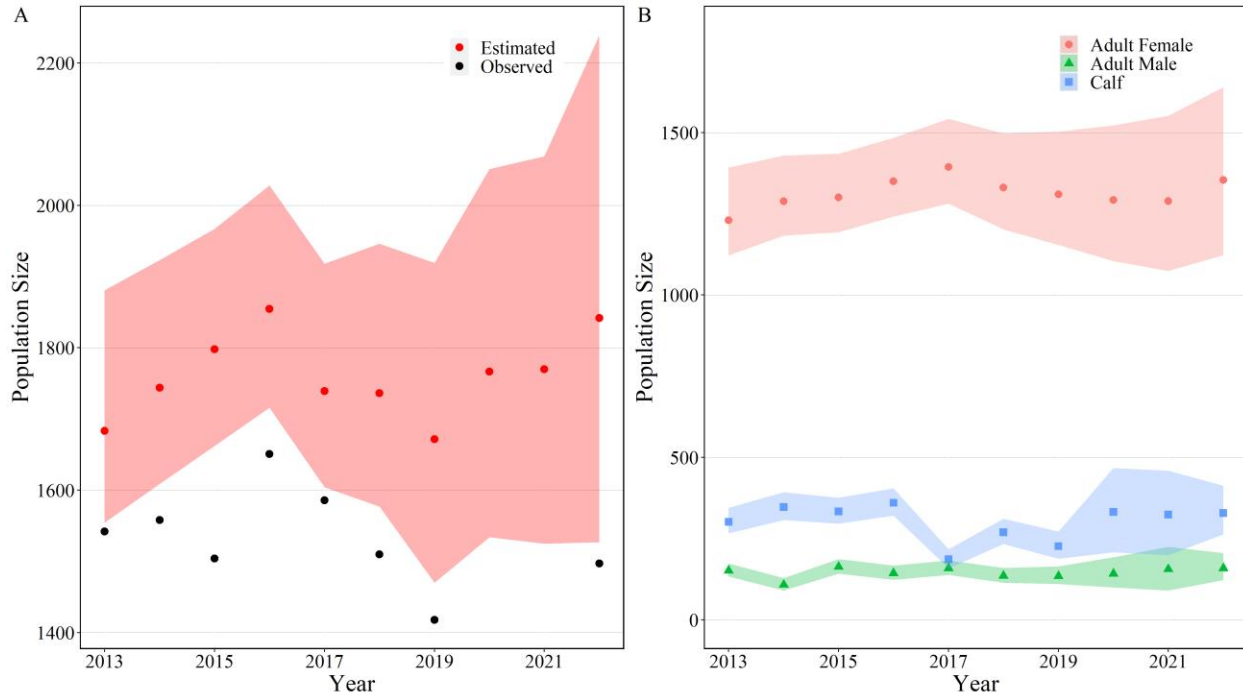 A
Estimated
Observed
2200
2000
1800
1600
1400
Population Size
2013 2015 2017 2019 2021
Year
B
Adult Female
Adult Male
Calf
1500
1000
500
0
Population Size
2013 2015 2017 2019 2021
Year